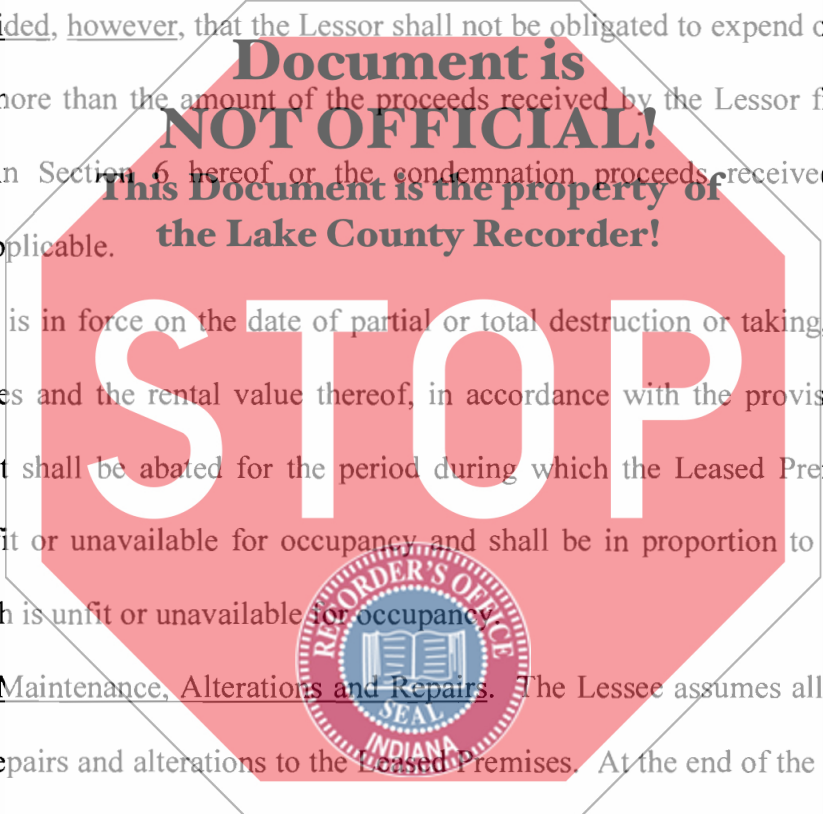 ided, however, that the Lessor shall not be obligated to expend
Document is
more than the amount of the proceeds received by the Lessor
NOT OFFICIAL!
in Section 6 hereof or the condemnation proceeds receive
This Document is the property of
the Lake County Recorder!
plicable.
is in force on the date of partial or total destruction or taking,
es and the rental value thereof, in accordance with the provis
STOP
t shall be abated for the period during which the Leased Pre
fit or unavailable for occupancy and shall be in proportion to
h is unfit or unavailable for occupancy.
RECORDER'S OFFICE
Maintenance, Alterations and Repairs. The Lessee assumes all
SEAL
INDIANA
epairs and alterations to the Leased Premises. At the end of the